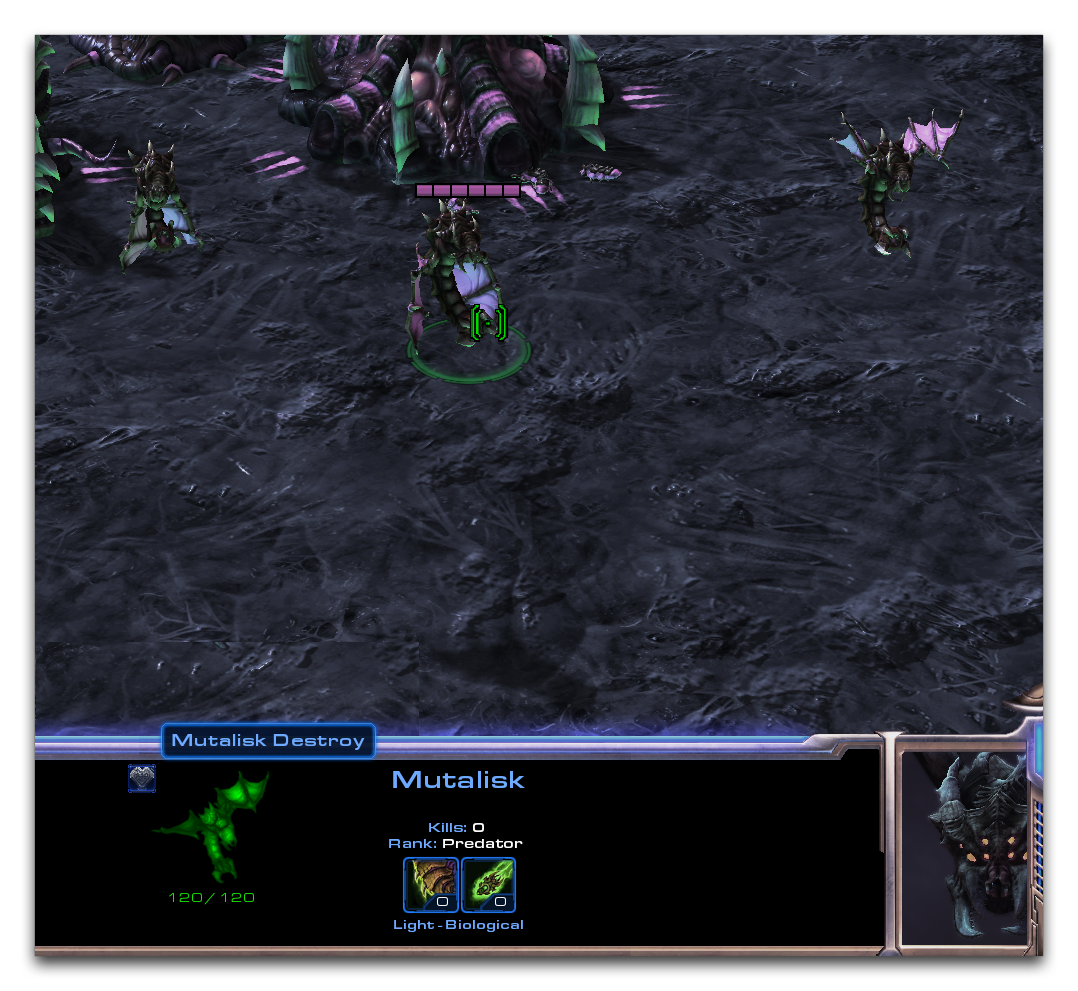 Mutalisk Destroy
Mutalisk
Kills: 0
Rank: Predator
0 0
120/120
Light-Biological